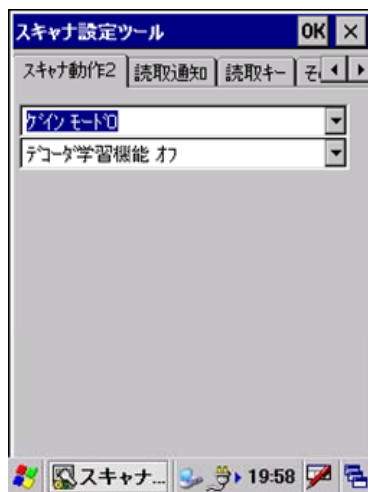 スキャナ設定ツール OK ×
スキャナ動作2 読取通知 読取キー そ
ｹﾞｲﾝ ﾓｰﾄﾞ0
ﾃﾞｺｰﾀﾞ学習機能 ｵﾌ
スキャナ... 19:58